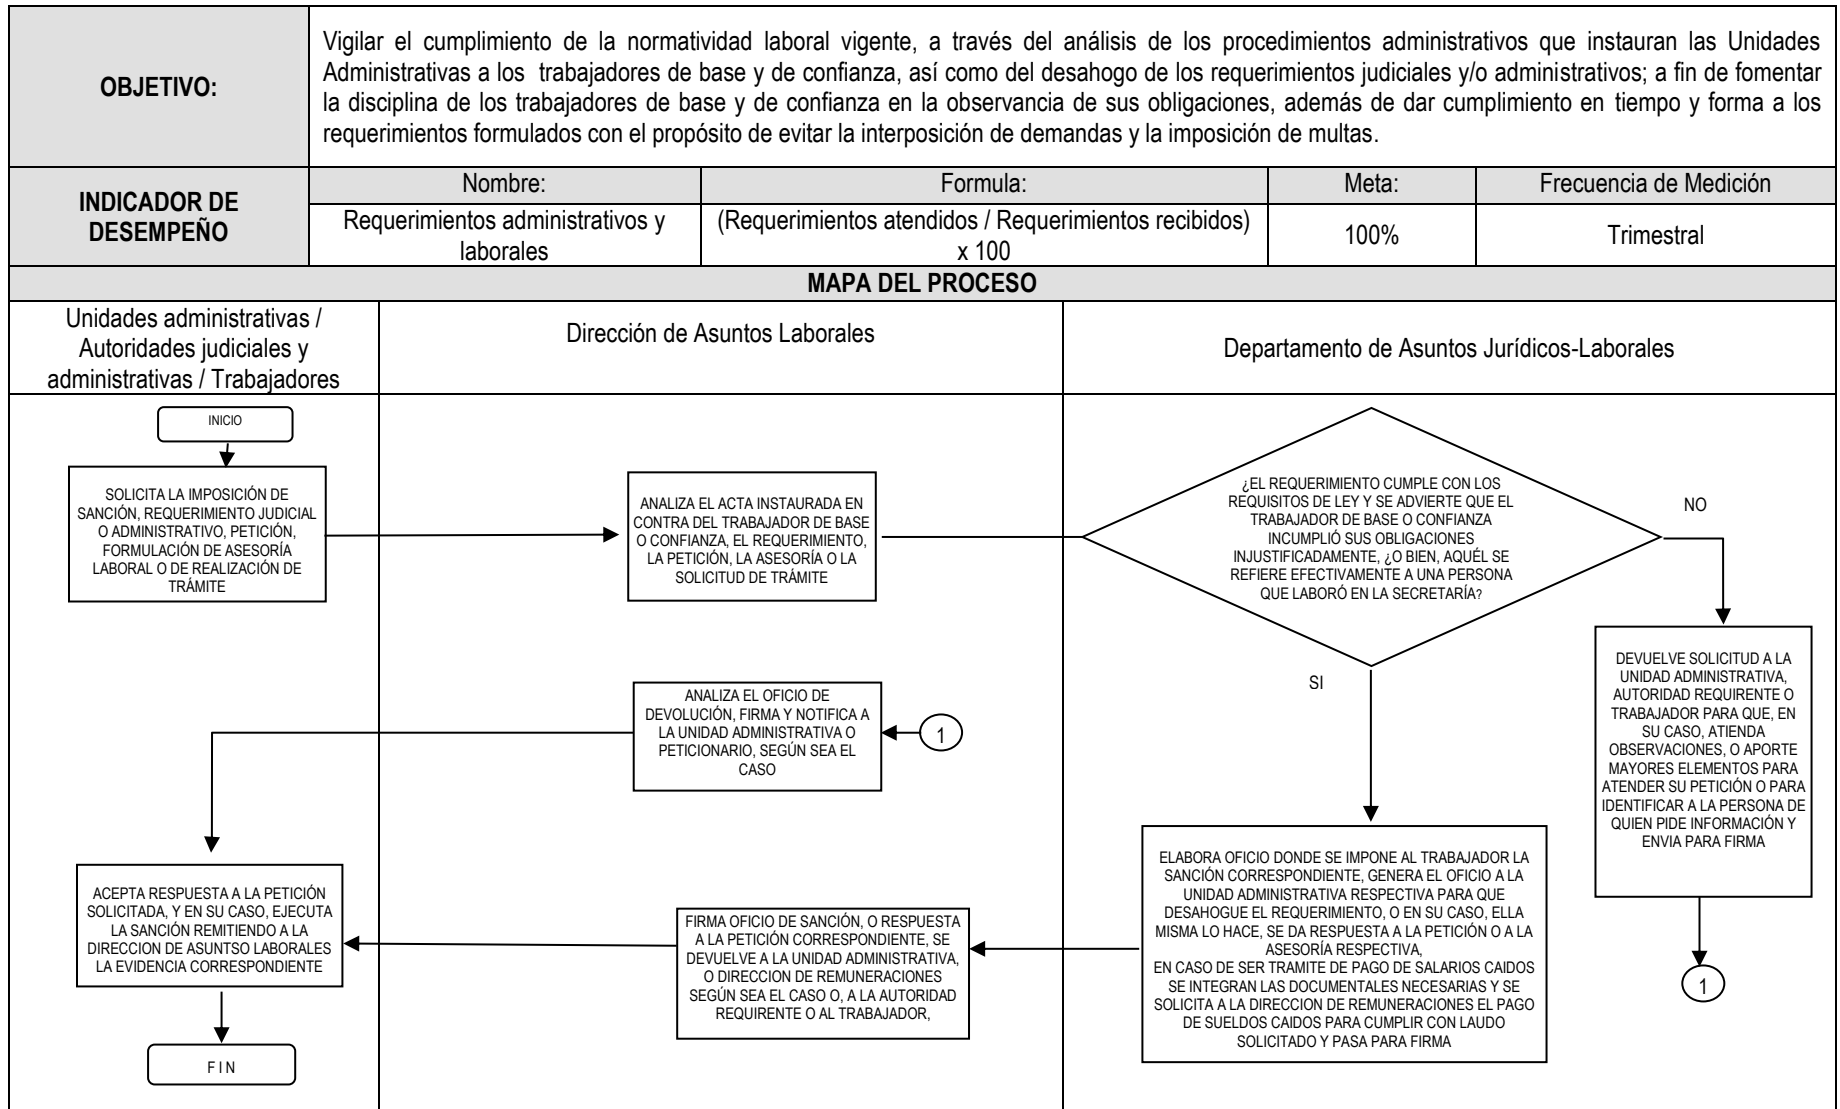 OBJETIVO:
Vigilar el cumplimiento de la normatividad laboral vigente, a través del análisis de los procedimientos administrativos que instauran las Unidades
Administrativas a los trabajadores de base y de confianza, así como del desahogo de los requerimientos judiciales y/o administrativos; a fin de fomentar
la disciplina de los trabajadores de base y de confianza en la observancia de sus obligaciones, además de dar cumplimiento en tiempo y forma a los
requerimientos formulados con el propósito de evitar la interposición de demandas y la imposición de multas.
INDICADOR DE
DESEMPEÑO
Nombre:
Formula:
Meta:
Frecuencia de Medición
Requerimientos administrativos y
laborales
(Requerimientos atendidos / Requerimientos recibidos)
x 100
100%
Trimestral
MAPA DEL PROCESO
Unidades administrativas /
Autoridades judiciales y
administrativas / Trabajadores
Dirección de Asuntos Laborales
Departamento de Asuntos Jurídicos-Laborales
INICIO
SOLICITA LA IMPOSICIÓN DE
SANCIÓN, REQUERIMIENTO JUDICIAL
O ADMINISTRATIVO, PETICIÓN,
FORMULACIÓN DE ASESORÍA
LABORAL O DE REALIZACIÓN DE
TRÁMITE
ANALIZA EL ACTA INSTAURADA EN
CONTRA DEL TRABAJADOR DE BASE
O CONFIANZA, EL REQUERIMIENTO,
LA PETICIÓN, LA ASESORÍA O LA
SOLICITUD DE TRÁMITE
¿EL REQUERIMIENTO CUMPLE CON LOS
REQUISITOS DE LEY Y SE ADVIERTE QUE EL
TRABAJADOR DE BASE O CONFIANZA
INCUMPLIÓ SUS OBLIGACIONES
INJUSTIFICADAMENTE, ¿O BIEN, AQUÉL SE
REFIERE EFECTIVAMENTE A UNA PERSONA
QUE LABORÓ EN LA SECRETARÍA?
NO
SI
DEVUELVE SOLICITUD A LA
UNIDAD ADMINISTRATIVA,
AUTORIDAD REQUIRENTE O
TRABAJADOR PARA QUE, EN
SU CASO, ATIENDA
OBSERVACIONES, O APORTE
MAYORES ELEMENTOS PARA
ATENDER SU PETICIÓN O PARA
IDENTIFICAR A LA PERSONA DE
QUIEN PIDE INFORMACIÓN Y
ENVIA PARA FIRMA
1
ANALIZA EL OFICIO DE
DEVOLUCIÓN, FIRMA Y NOTIFICA A
LA UNIDAD ADMINISTRATIVA O
PETICIONARIO, SEGÚN SEA EL
CASO
1
ELABORA OFICIO DONDE SE IMPONE AL TRABAJADOR LA
SANCIÓN CORRESPONDIENTE, GENERA EL OFICIO A LA
UNIDAD ADMINISTRATIVA RESPECTIVA PARA QUE
DESAHOGUE EL REQUERIMIENTO, O EN SU CASO, ELLA
MISMA LO HACE, SE DA RESPUESTA A LA PETICIÓN O A LA
ASESORÍA RESPECTIVA,
EN CASO DE SER TRAMITE DE PAGO DE SALARIOS CAIDOS
SE INTEGRAN LAS DOCUMENTALES NECESARIAS Y SE
SOLICITA A LA DIRECCION DE REMUNERACIONES EL PAGO
DE SUELDOS CAIDOS PARA CUMPLIR CON LAUDO
SOLICITADO Y PASA PARA FIRMA
FIRMA OFICIO DE SANCIÓN, O RESPUESTA
A LA PETICIÓN CORRESPONDIENTE, SE
DEVUELVE A LA UNIDAD ADMINISTRATIVA,
O DIRECCION DE REMUNERACIONES
SEGÚN SEA EL CASO O, A LA AUTORIDAD
REQUIRENTE O AL TRABAJADOR,
ACEPTA RESPUESTA A LA PETICIÓN
SOLICITADA, Y EN SU CASO, EJECUTA
LA SANCIÓN REMITIENDO A LA
DIRECCION DE ASUNTSO LABORALES
LA EVIDENCIA CORRESPONDIENTE
F I N